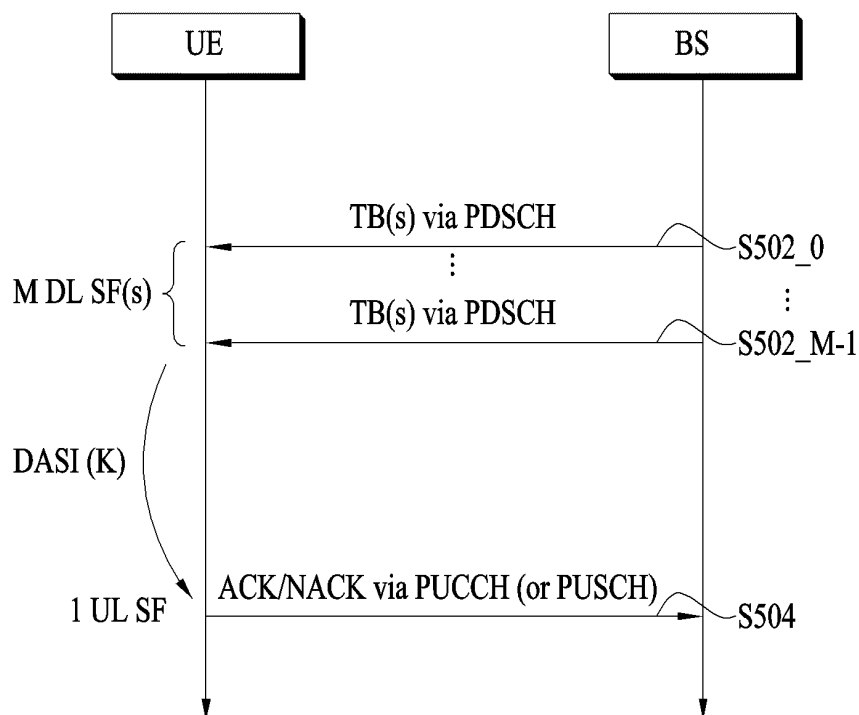 UE
BS
TB(s) via PDSCH
S502_0
⋮
⋮
M DL SF(s)
TB(s) via PDSCH
S502_M-1
DASI (K)
ACK/NACK via PUCCH (or PUSCH)
1 UL SF
S504